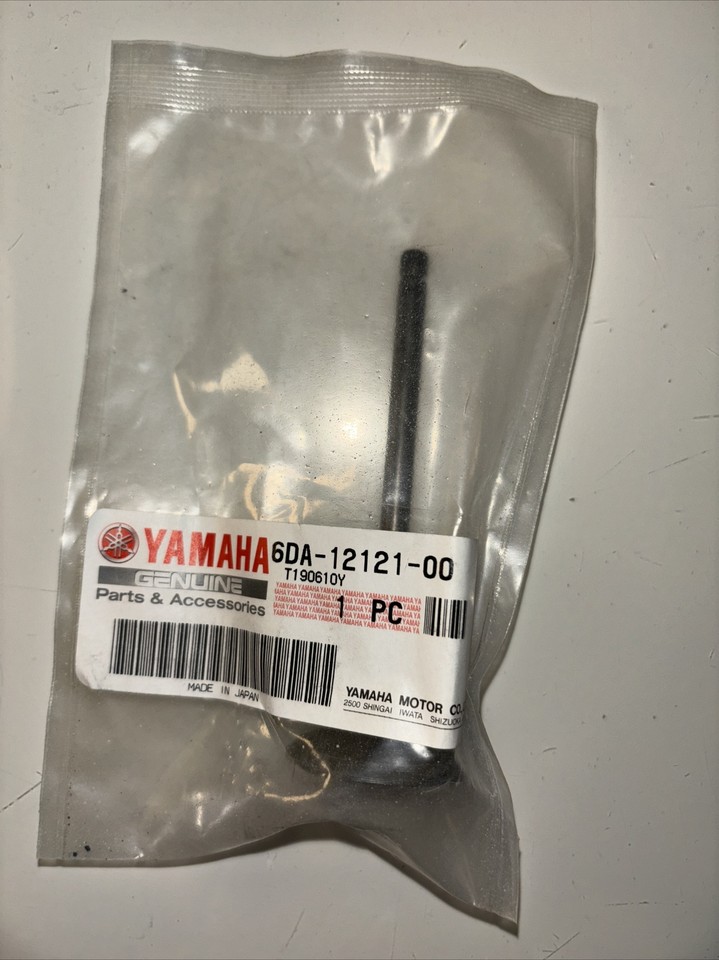 YAMAHA
GENUINE
Parts & Accessories
6DA-12121-00
T190610Y
1 PC
MADE IN JAPAN
YAMAHA MOTOR CO.
2500 SHINGAI IWATA SHIZUOKA